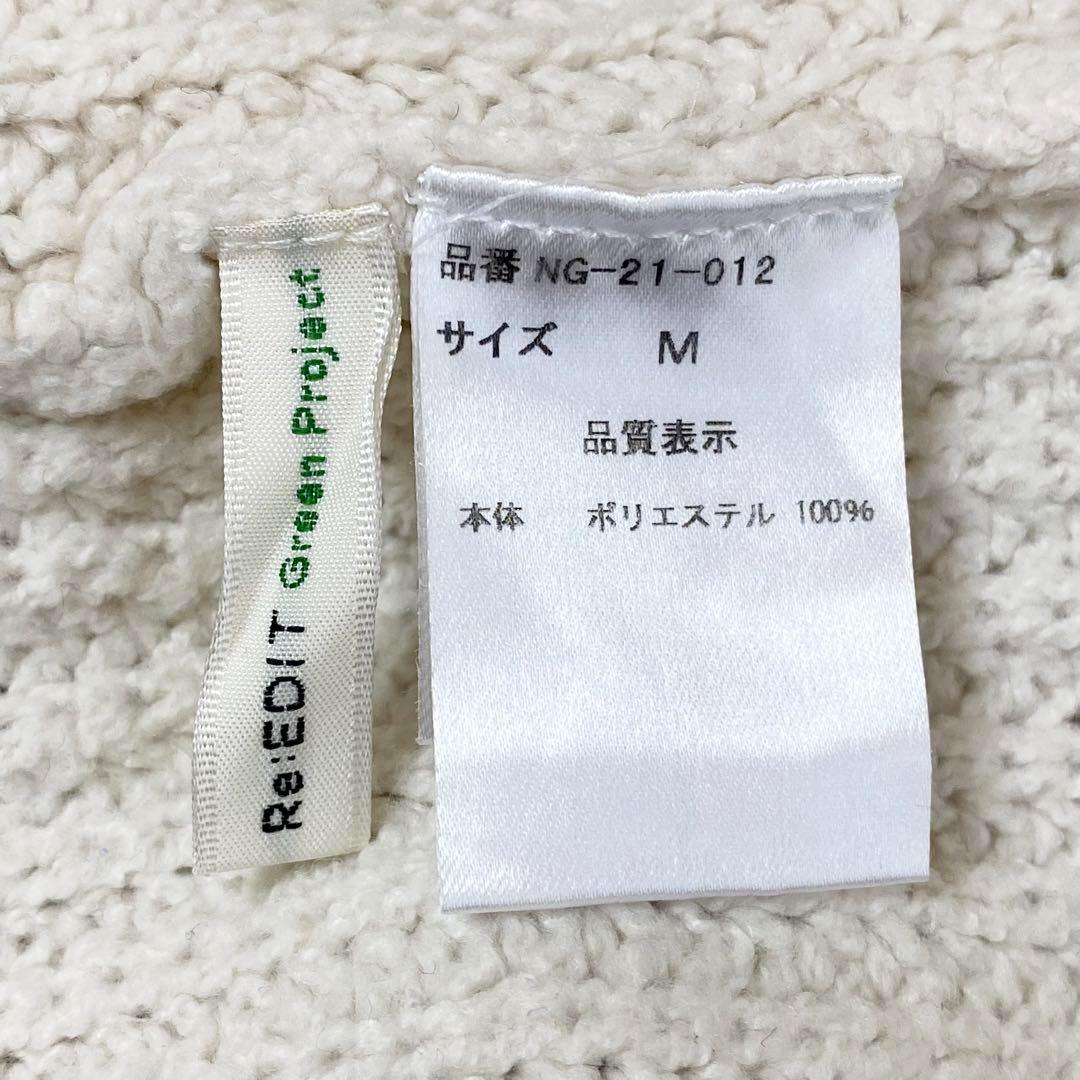 Re:EDIT Green Project
品番 NG-21-012
サイズ M
品質表示
本体 ポリエステル 100%